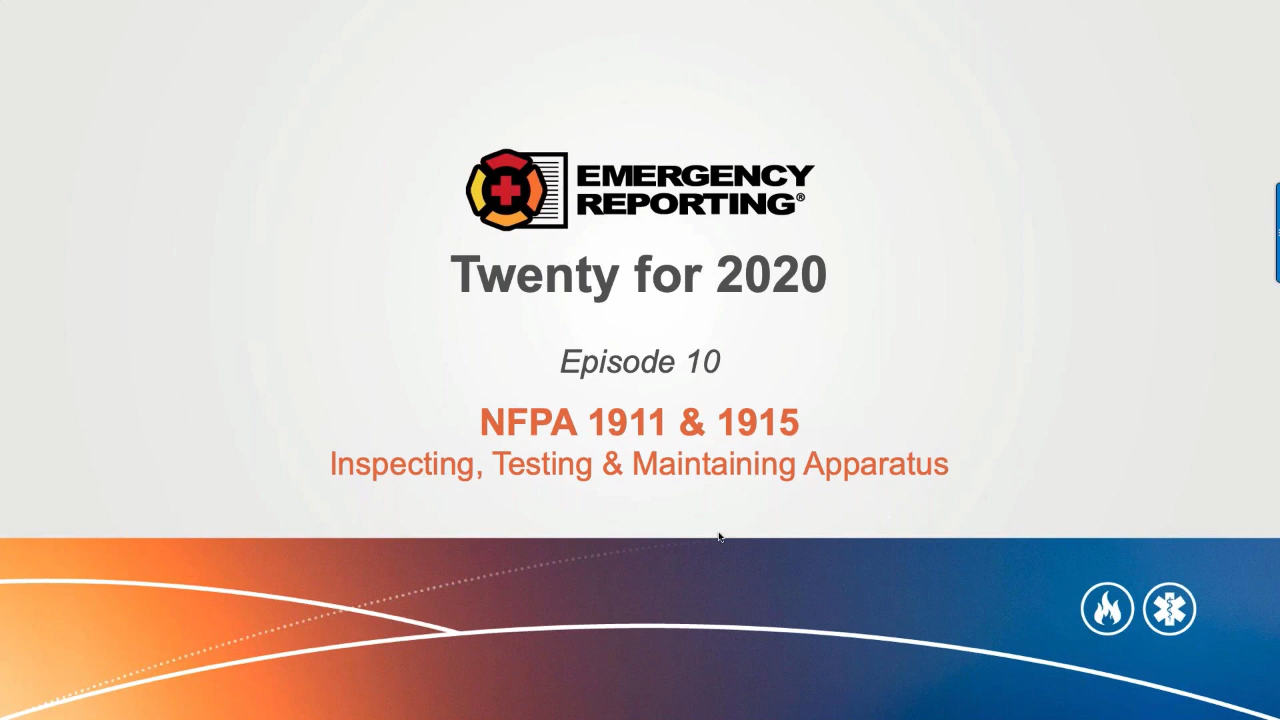 EMERGENCY
REPORTING®
Twenty for 2020
Episode 10
NFPA 1911 & 1915
Inspecting, Testing & Maintaining Apparatus